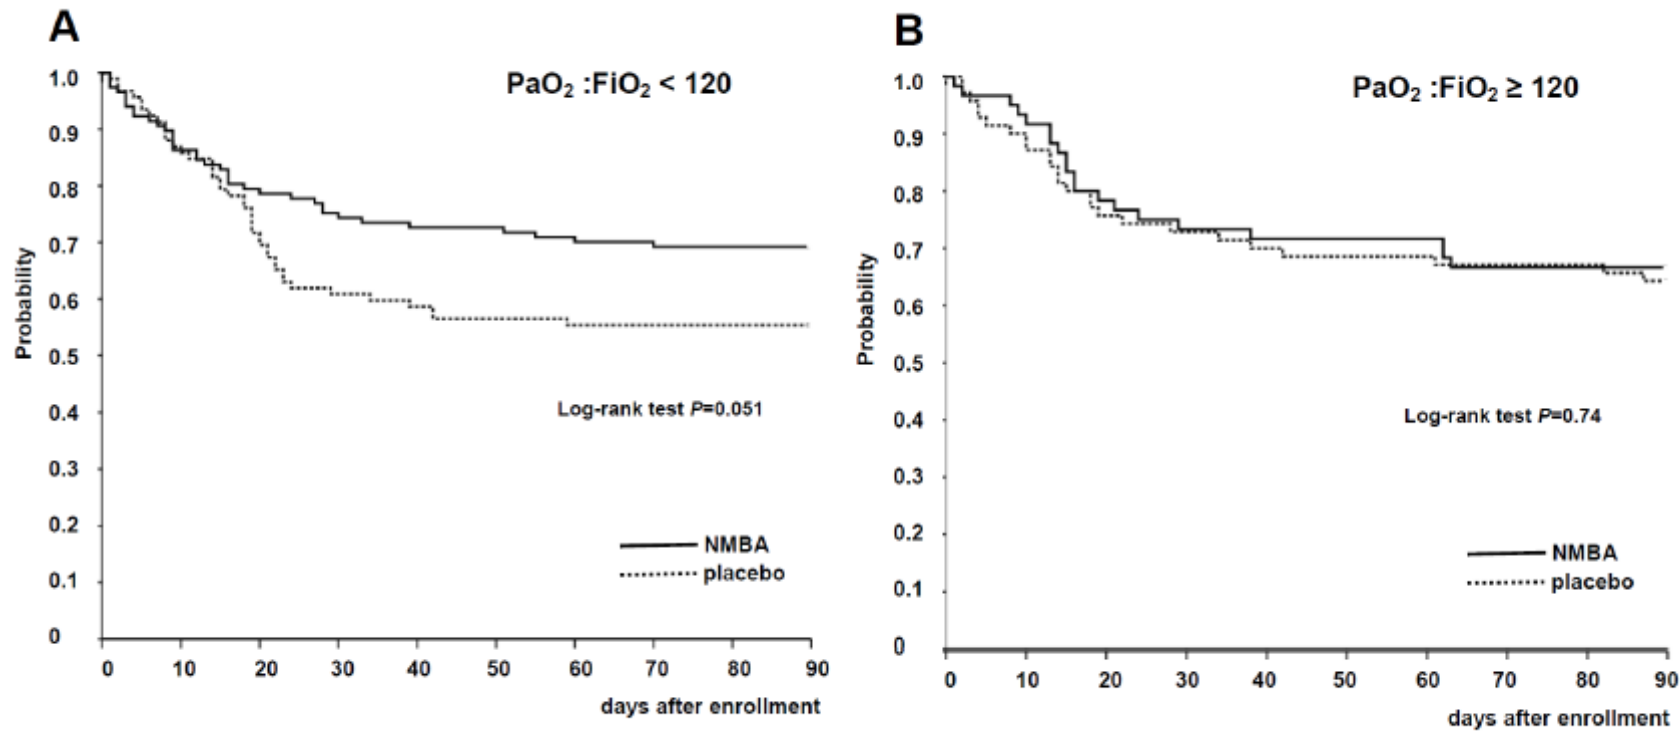 A
PaO₂ :FiO₂ < 120
1.0
0.9
0.8
0.7
0.6
0.5
0.4
0.3
0.2
0.1
0
Probability
Log-rank test P=0.051
NMBA
placebo
0 10 20 30 40 50 60 70 80 90
days after enrollment
B
PaO₂ :FiO₂ ≥ 120
1.0
0.9
0.8
0.7
0.6
0.5
0.4
0.3
0.2
0.1
0
Probability
Log-rank test P=0.74
NMBA
placebo
0 10 20 30 40 50 60 70 80 90
days after enrollment